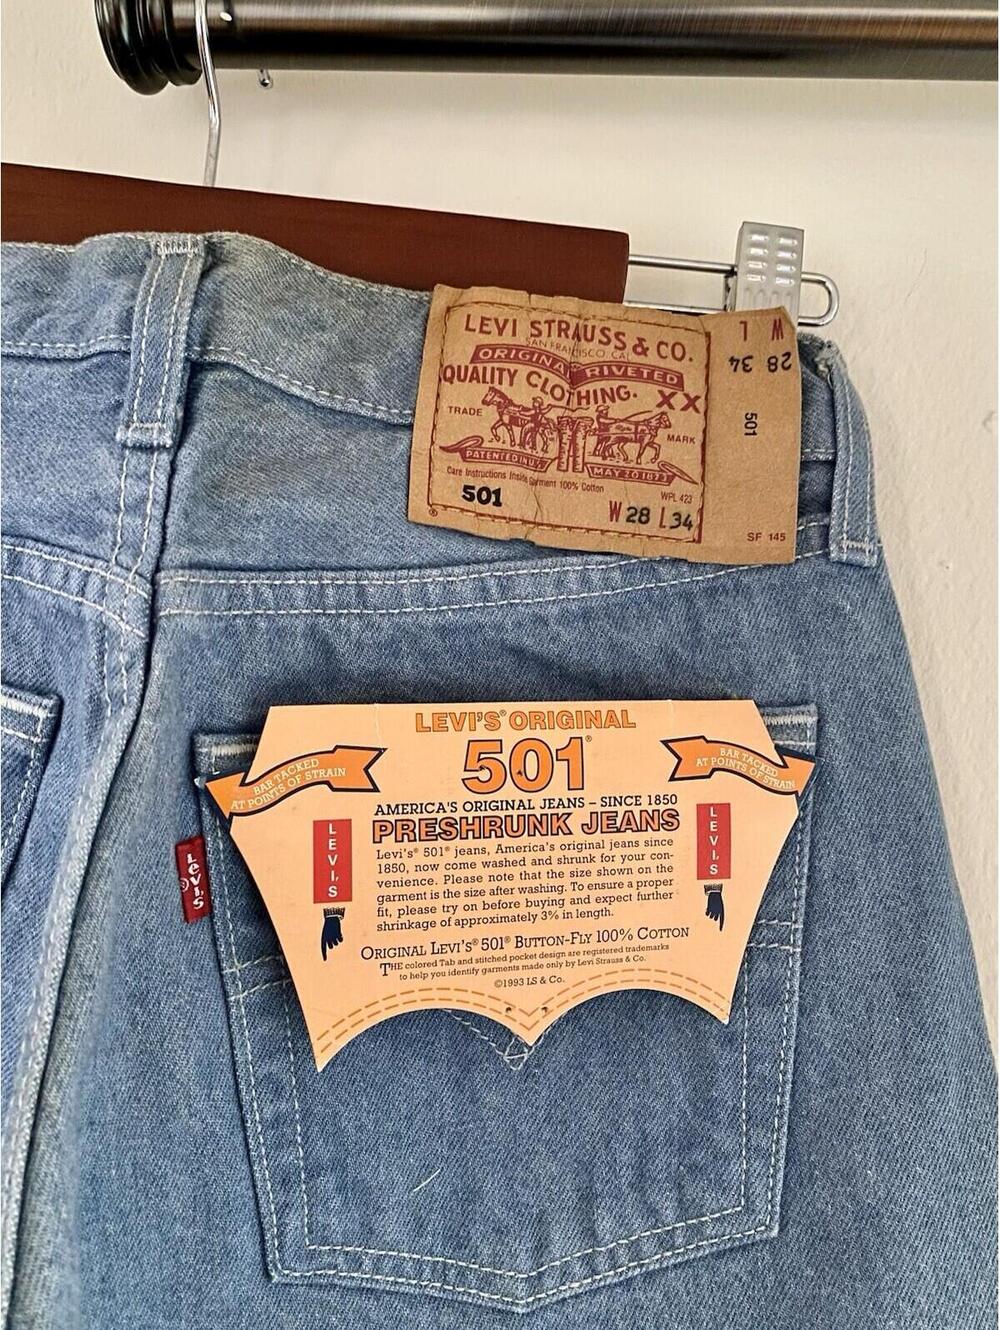 LEVI STRAUSS & CO.
SAN FRANCISCO, CAL.
ORIGINAL RIVETED
QUALITY CLOTHING. XX
TRADE MARK
PATENTED IN U.S. MAY 20 1873
Care Instructions Inside Garment 100% Cotton
WPL 423
501
W 28 L 34
®
W L
28 34
501
SF 145
LEVI'S® ORIGINAL
501®
BAR TACKED
AT POINTS OF STRAIN
BAR TACKED
AT POINTS OF STRAIN
AMERICA'S ORIGINAL JEANS – SINCE 1850
PRESHRUNK JEANS
LEVI'S
LEVI'S
Levi's® 501® jeans, America's original jeans since
1850, now come washed and shrunk for your con-
venience. Please note that the size shown on the
garment is the size after washing. To ensure a proper
fit, please try on before buying and expect further
shrinkage of approximately 3% in length.
ORIGINAL LEVI'S® 501® BUTTON-FLY 100% COTTON
THE colored Tab and stitched pocket design are registered trademarks
to help you identify garments made only by Levi Strauss & Co.
©1993 LS & Co.
LEVI'S
®